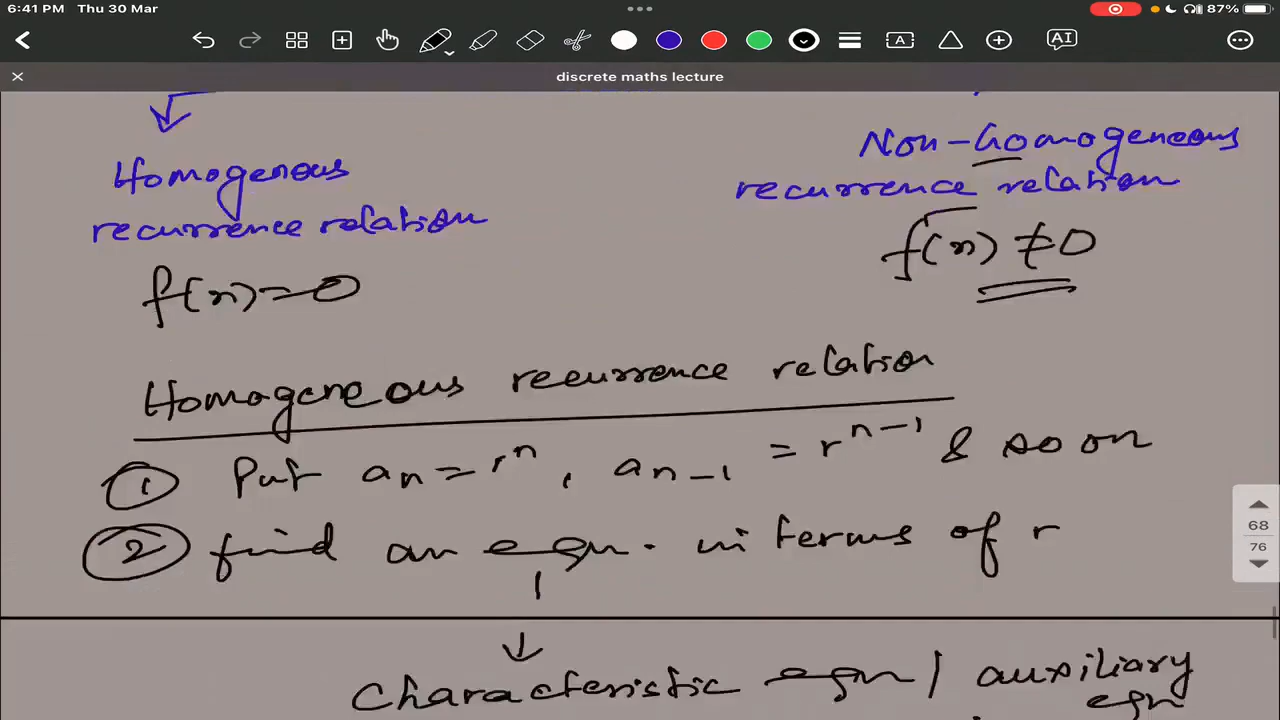 6:41 PM Thu 30 Mar
87%
A
AI
discrete maths lecture
Homogenous
recurrence relation
f(n)=0
Non-homogeneous
recurrence relation
f(n) ≠0
Homogeneous recurrence relation
① Put an = r^n, an-1 = r^n-1 & so on
② find an eqn. in terms of r
68
76
Characteristic eqn / auxiliary
eqn